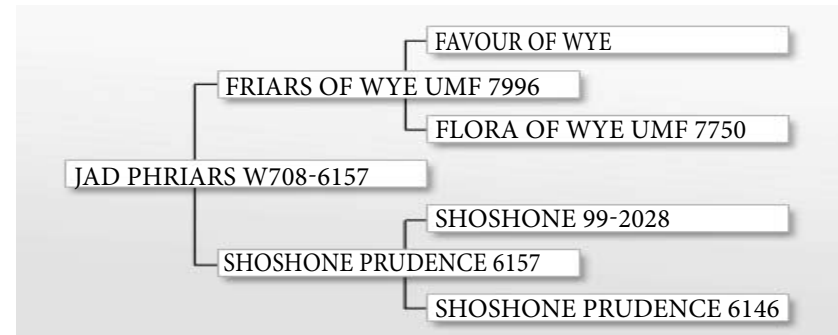 FAVOUR OF WYE
FRIARS OF WYE UMF 7996
FLORA OF WYE UMF 7750
JAD PHRIARS W708-6157
SHOSHONE 99-2028
SHOSHONE PRUDENCE 6157
SHOSHONE PRUDENCE 6146